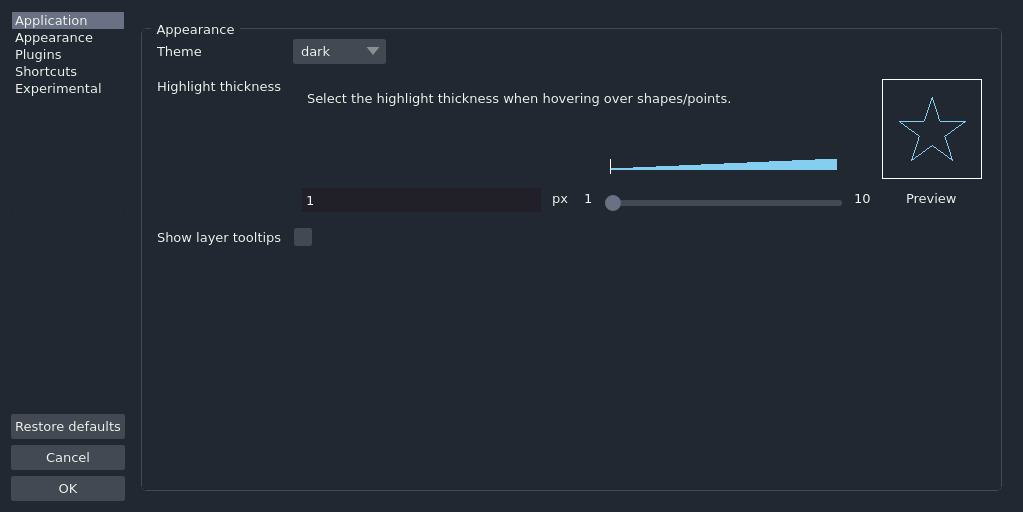 Application
Appearance
Plugins
Shortcuts
Experimental
Restore defaults
Cancel
OK
Appearance
Theme dark
Highlight thickness
Select the highlight thickness when hovering over shapes/points.
1 px 1 10 Preview
Show layer tooltips